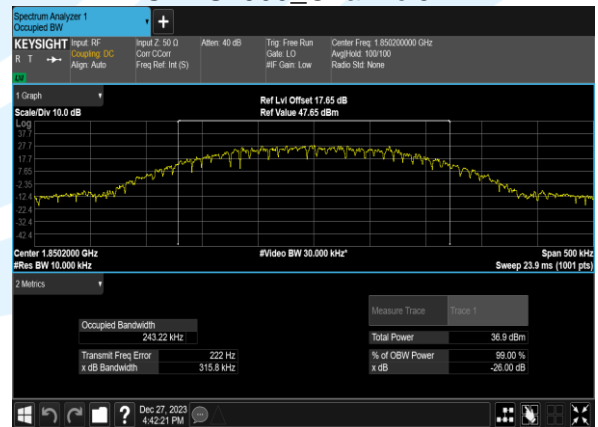 Spectrum Analyzer 1
Occupied BW
KEYSIGHT
R T
LXI
Input: RF
Coupling: DC
Align: Auto
Input Z: 50 Ω
Corr CCorr
Freq Ref: Int (S)
Atten: 40 dB
Trig: Free Run
Gate: LO
#IF Gain: Low
Center Freq: 1.850200000 GHz
Avg|Hold: 100/100
Radio Std: None
1 Graph
Scale/Div 10.0 dB
Ref Lvl Offset 17.65 dB
Ref Value 47.65 dBm
Log
37.7
27.7
17.7
7.65
-2.35
-12.4
-22.4
-32.4
-42.4
Center 1.8502000 GHz
#Res BW 10.000 kHz
#Video BW 30.000 kHz*
Span 500 kHz
Sweep 23.9 ms (1001 pts)
2 Metrics
Measure Trace
Trace 1
Occupied Bandwidth
243.22 kHz
Total Power
36.9 dBm
Transmit Freq Error
222 Hz
% of OBW Power
99.00 %
x dB Bandwidth
315.8 kHz
x dB
-26.00 dB
Dec 27, 2023
4:42:21 PM